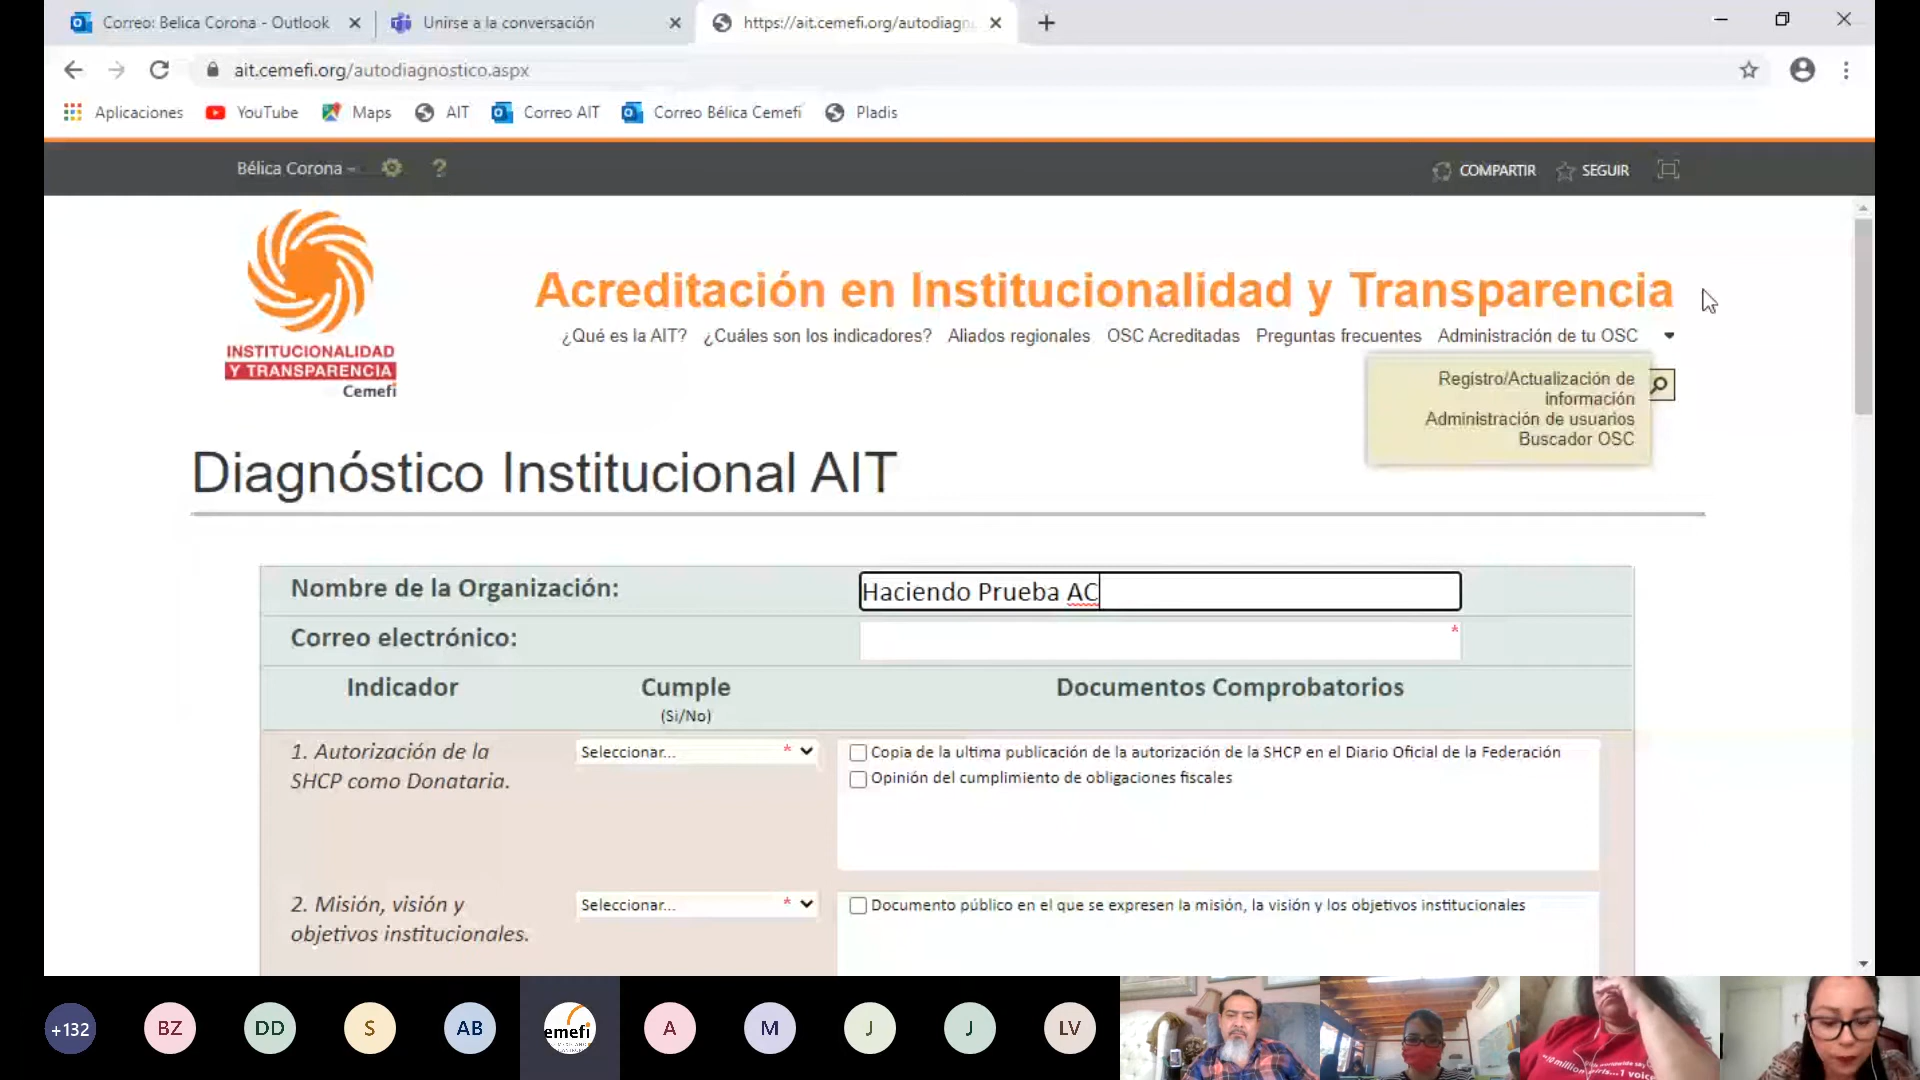 Correo: Belica Corona - Outlook
Unirse a la conversación
https://ait.cemefi.org/autodiagn
ait.cemefi.org/autodiagnostico.aspx
Aplicaciones
YouTube
Maps
AIT
Correo AIT
Correo Bélica Cemefi
Pladis
Bélica Corona
COMPARTIR
SEGUIR
INSTITUCIONALIDAD
Y TRANSPARENCIA
Cemefi
Acreditación en Institucionalidad y Transparencia
¿Qué es la AIT? ¿Cuáles son los indicadores? Aliados regionales OSC Acreditadas Preguntas frecuentes Administración de tu OSC
Registro/Actualización de
información
Administración de usuarios
Buscador OSC
Diagnóstico Institucional AIT
Nombre de la Organización: Haciendo Prueba AC
Correo electrónico: *
Indicador Cumple Documentos Comprobatorios
(Si/No)
1. Autorización de la
SHCP como Donataria.
Seleccionar... *
Copia de la ultima publicación de la autorización de la SHCP en el Diario Oficial de la Federación
Opinión del cumplimiento de obligaciones fiscales
2. Misión, visión y
objetivos institucionales.
Seleccionar... *
Documento público en el que se expresen la misión, la visión y los objetivos institucionales
+132
BZ
DD
S
AB
emefi
A
M
J
J
LV